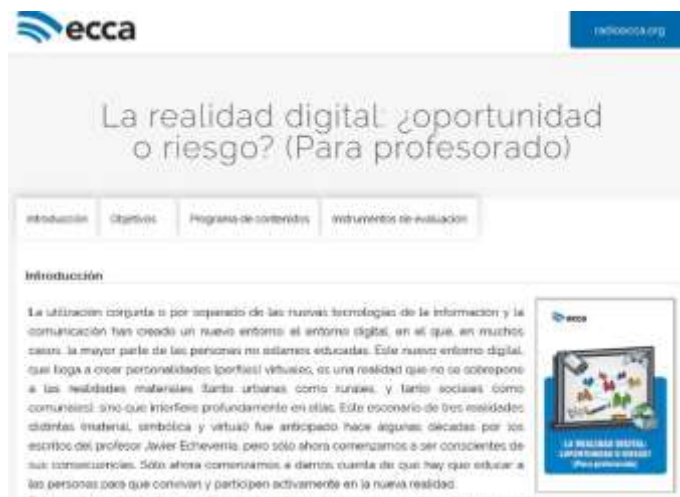 ecca
radioecca.org
La realidad digital: ¿oportunidad
o riesgo? (Para profesorado)
Introducción
Objetivos
Programa de contenidos
Instrumentos de evaluación
Introducción
La utilización conjunta o por separado de las nuevas tecnologías de la información y la
comunicación han creado un nuevo entorno: el entorno digital, en el que, en muchos
casos, la mayor parte de las personas no estamos educadas. Este nuevo entorno digital,
que llega a crear personalidades (perfiles) virtuales, es una realidad que no se sobrepone
a las realidades materiales (tanto urbanas como rurales, y tanto sociales como
comunales), sino que interfiere profundamente en ellas. Este escenario de tres realidades
distintas (material, simbólica y virtual) fue anticipado hace algunas décadas por los
escritos del profesor Javier Echeverría, pero sólo ahora comenzamos a ser conscientes de
sus consecuencias. Sólo ahora comenzamos a darnos cuenta de que hay que educar a
las personas para que convivan y participen activamente en la nueva realidad.
ecca
blog
LA REALIDAD DIGITAL:
¿OPORTUNIDAD O RIESGO?
(Para profesorado)